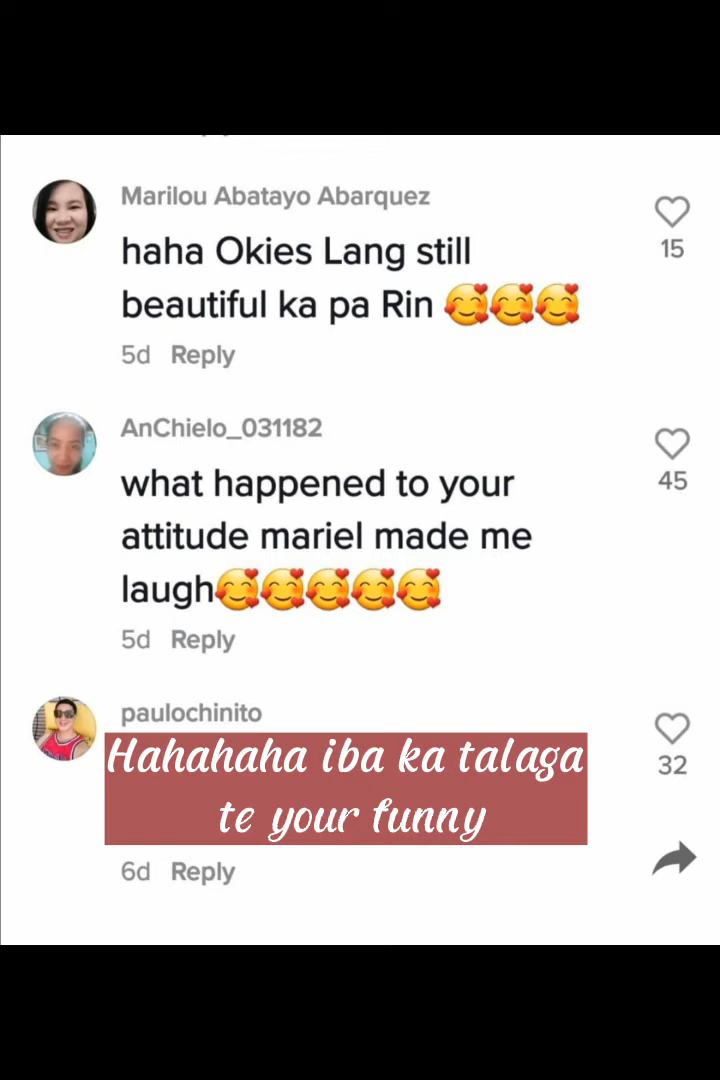 Marilou Abatayo Abarquez
15
haha Okies Lang still
beautiful ka pa Rin 🥰🥰🥰
5d Reply
AnChielo_031182
45
what happened to your
attitude mariel made me
laugh🥰🥰🥰🥰🥰
5d Reply
paulochinito
32
Hahahaha iba ka talaga
te your funny
6d Reply